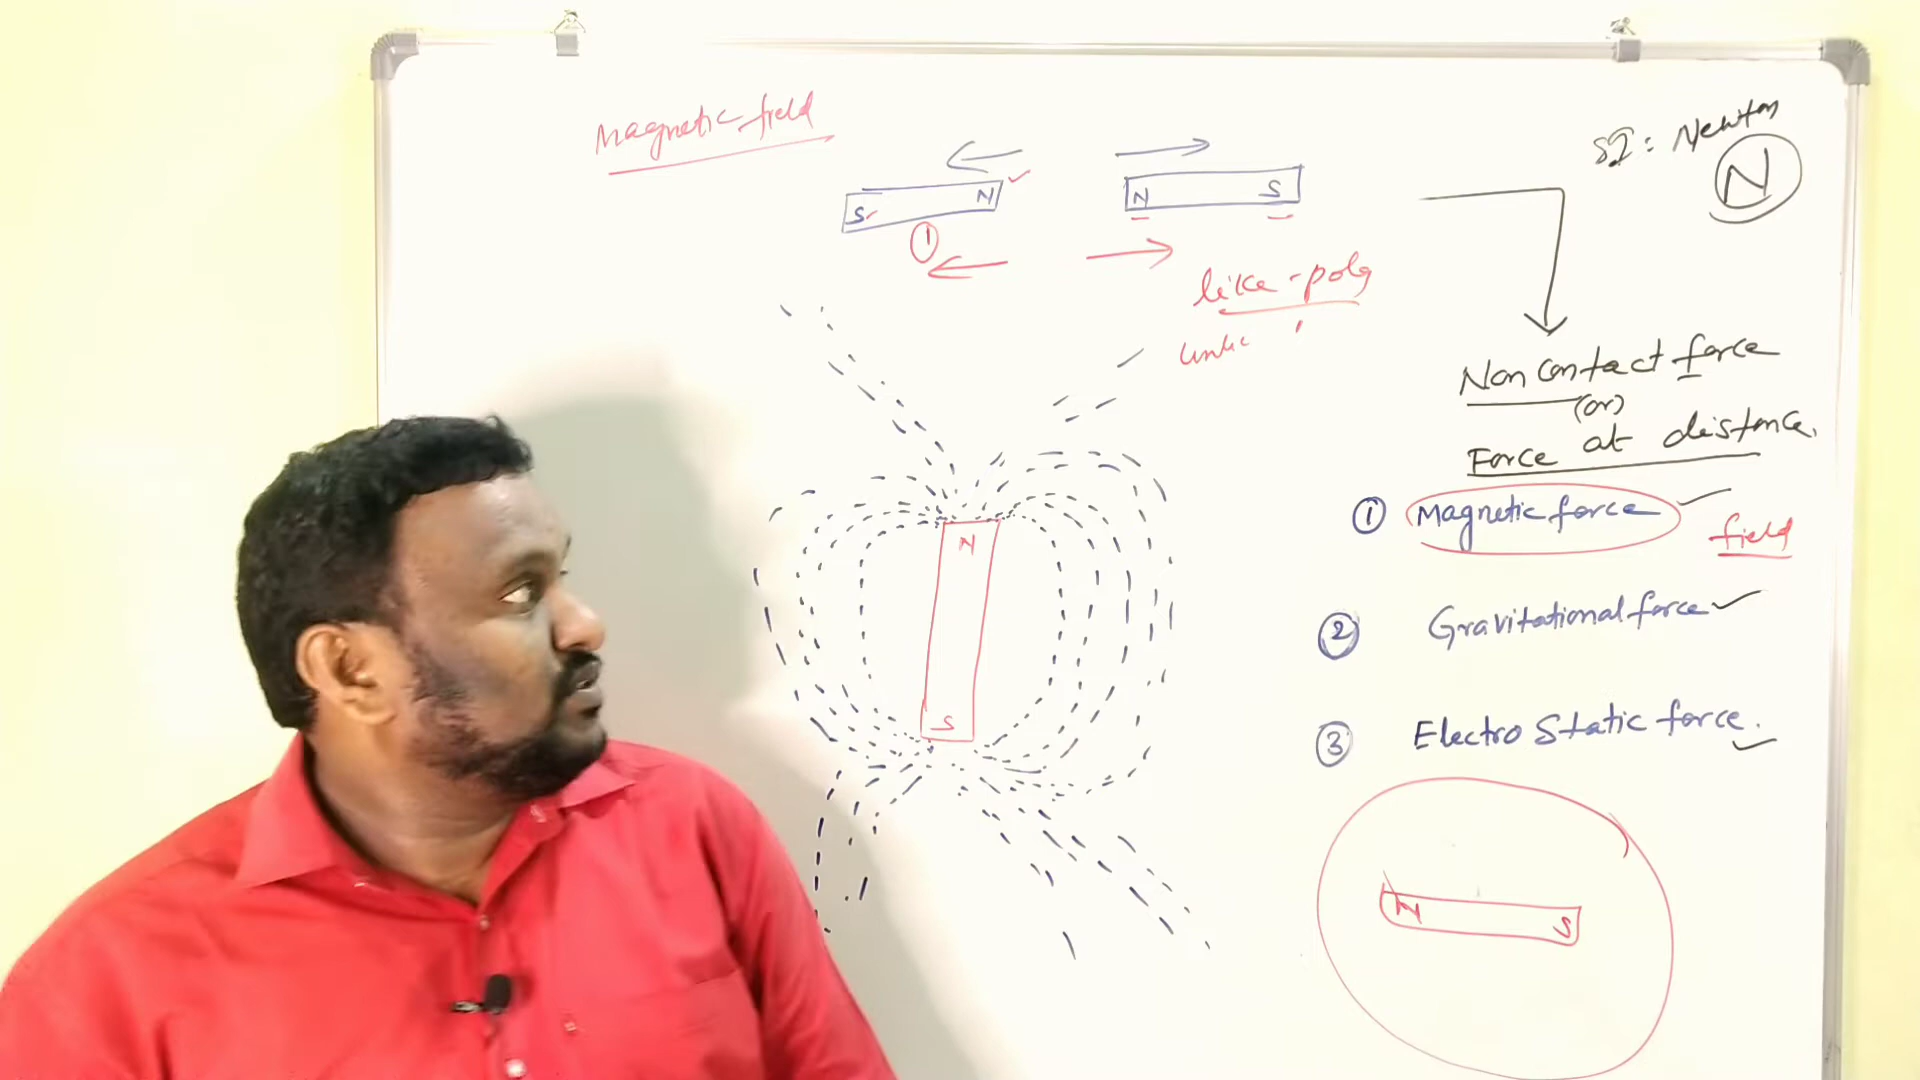 Magnetic field
SI: Newton
N
S N
N S
1
like-pole
Non Contact force
(or)
Force at distance.
1 Magnetic force
field
2 Gravitational force
3 Electro Static force.
N
S
N S